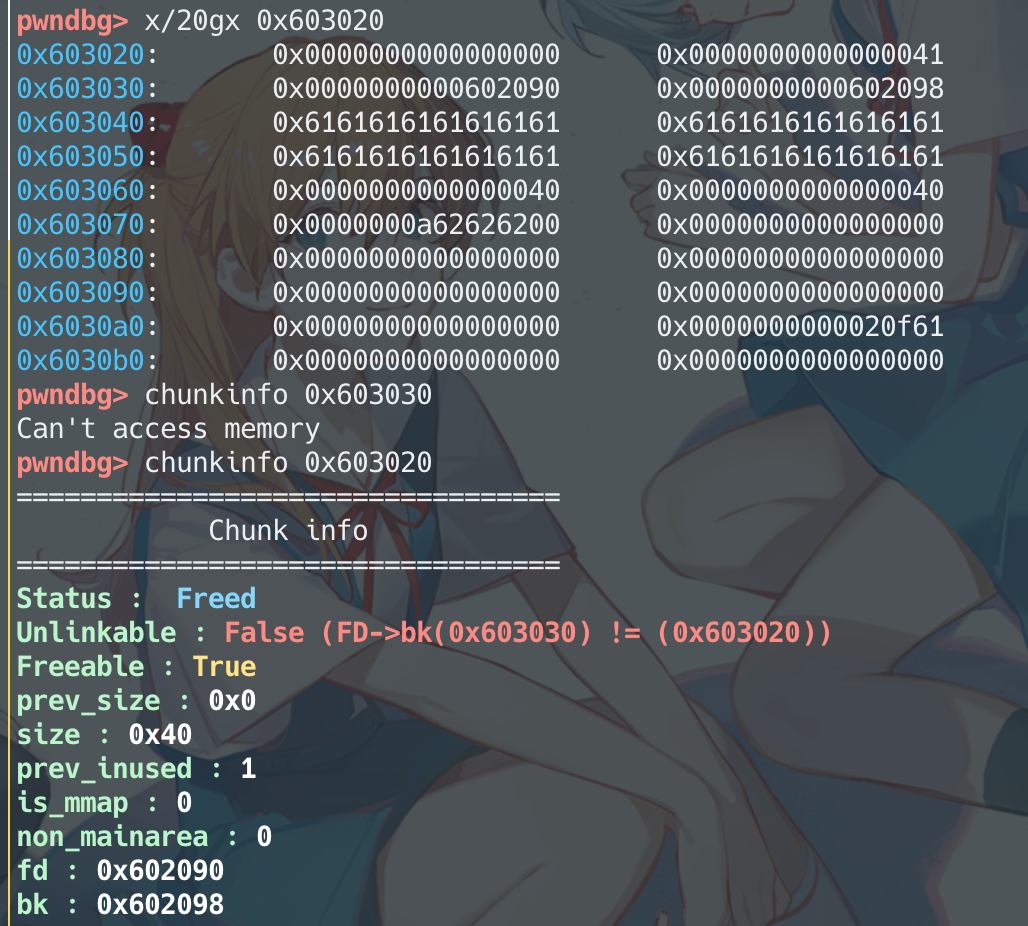 pwndbg> x/20gx 0x603020
0x603020: 0x0000000000000000 0x0000000000000041
0x603030: 0x0000000000602090 0x0000000000602098
0x603040: 0x6161616161616161 0x6161616161616161
0x603050: 0x6161616161616161 0x6161616161616161
0x603060: 0x0000000000000040 0x0000000000000040
0x603070: 0x0000000a62626200 0x0000000000000000
0x603080: 0x0000000000000000 0x0000000000000000
0x603090: 0x0000000000000000 0x0000000000000000
0x6030a0: 0x0000000000000000 0x0000000000020f61
0x6030b0: 0x0000000000000000 0x0000000000000000
pwndbg> chunkinfo 0x603030
Can't access memory
pwndbg> chunkinfo 0x603020
==================================
Chunk info
==================================
Status : Freed
Unlinkable : False (FD->bk(0x603030) != (0x603020))
Freeable : True
prev_size : 0x0
size : 0x40
prev_inused : 1
is_mmap : 0
non_mainarea : 0
fd : 0x602090
bk : 0x602098